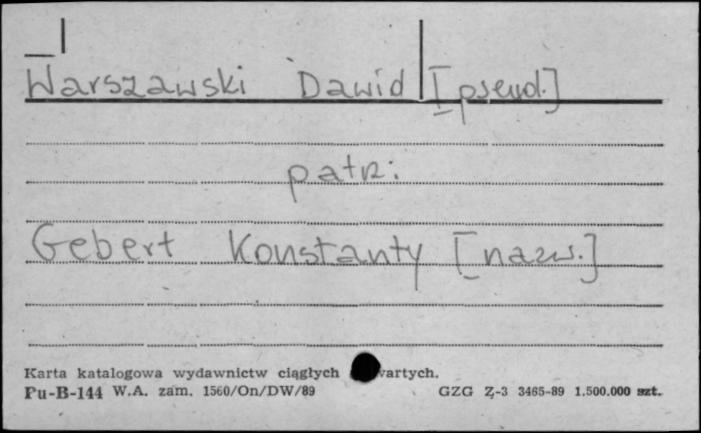 Warszawski Dawid [pseud.]
patrz:
Gebert Konstanty [nazw.]
Karta katalogowa wydawnictw ciągłych wartych.
Pu-B-144 W.A. zam. 1560/On/DW/89 GZG Z-3 3465-89 1.500.000 szt.